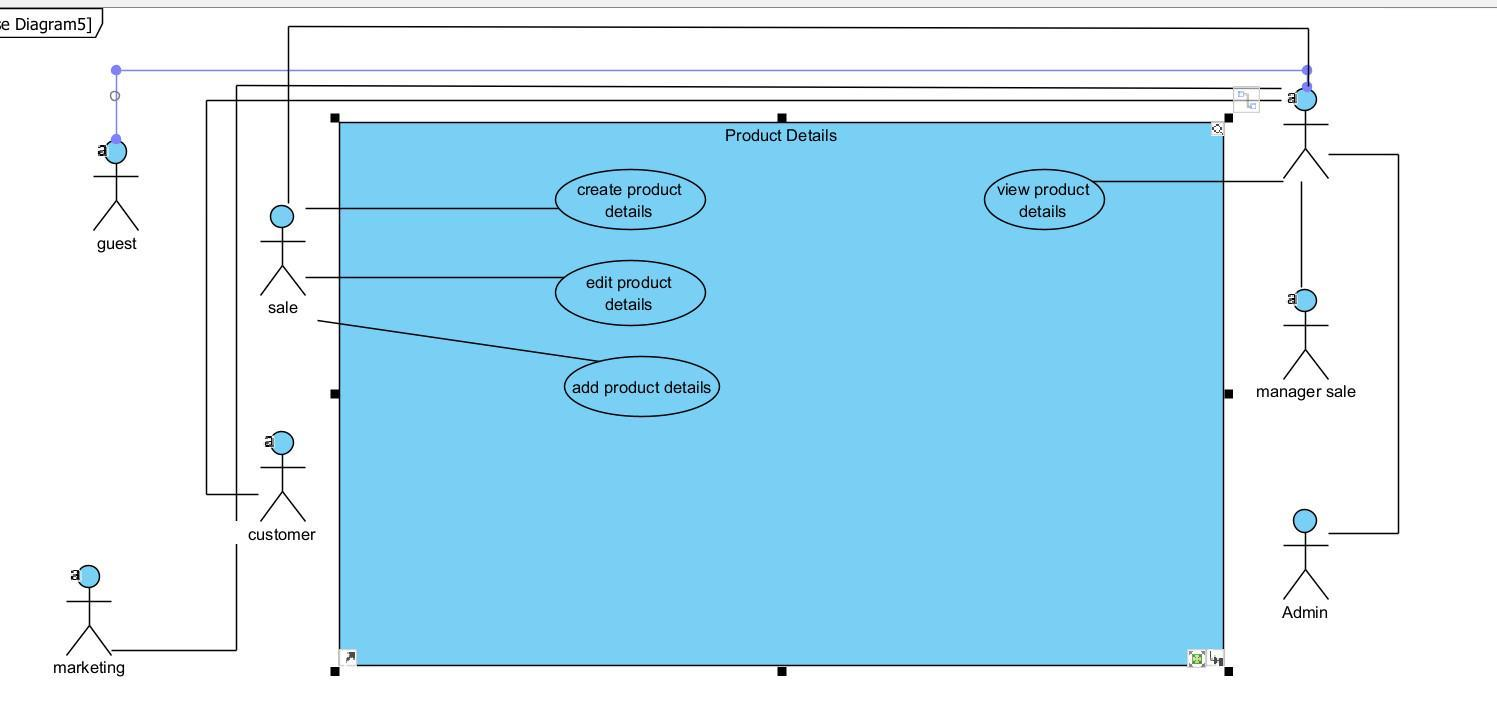 se Diagram5]
Product Details
create product
details
view product
details
guest
edit product
details
sale
add product details
manager sale
customer
Admin
marketing